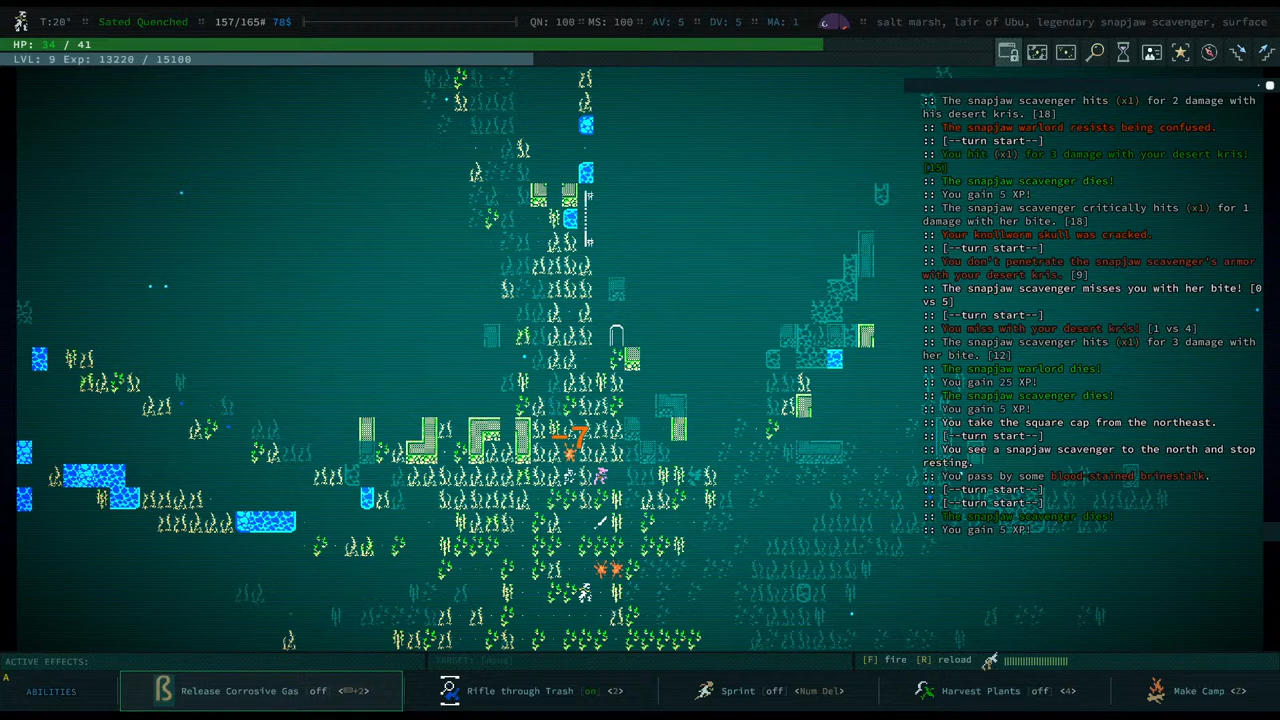 T:20° :: Sated Quenched :: 157/165# 78$ QN: 100 :: MS: 100 :: AV: 5 :: DV: 5 :: MA: 1 :: salt marsh, lair of Ubu, legendary snapjaw scavenger, surface
HP: 34 / 41
LVL: 9 Exp: 13220 / 15100
:: The snapjaw scavenger hits (x1) for 2 damage with
his desert kris. [18]
:: The snapjaw warlord resists being confused.
:: [--turn start--]
:: You hit (x1) for 3 damage with your desert kris!
[15]
:: The snapjaw scavenger dies!
:: You gain 5 XP!
:: The snapjaw scavenger critically hits (x1) for 1
damage with her bite. [18]
:: Your knollworm skull was cracked.
:: [--turn start--]
:: You don't penetrate the snapjaw scavenger's armor
with your desert kris. [9]
:: The snapjaw scavenger misses you with her bite! [0
vs 5]
:: [--turn start--]
:: You miss with your desert kris! [1 vs 4]
:: The snapjaw scavenger hits (x1) for 3 damage with
her bite. [12]
:: The snapjaw warlord dies!
:: You gain 25 XP!
:: The snapjaw scavenger dies!
:: You gain 5 XP!
:: You take the square cap from the northeast.
:: [--turn start--]
:: You see a snapjaw scavenger to the north and stop
resting.
:: You pass by some blood-stained brinestalk.
:: [--turn start--]
:: [--turn start--]
:: The snapjaw scavenger dies!
:: You gain 5 XP!
-7
ACTIVE EFFECTS:
TARGET: [none]
[F] fire [R] reload
A
ABILITIES
Release Corrosive Gas off
Rifle through Trash [on] <2>
Sprint [off] <Num Del>
Harvest Plants off <4>
Make Camp <Z>